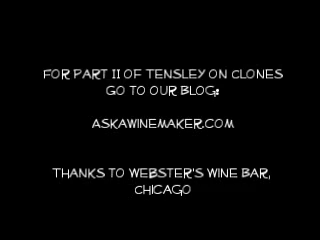 FOR PART II OF TENSLEY ON CLONES
GO TO OUR BLOG:
ASKAWINEMAKER.COM
THANKS TO WEBSTER'S WINE BAR,
CHICAGO